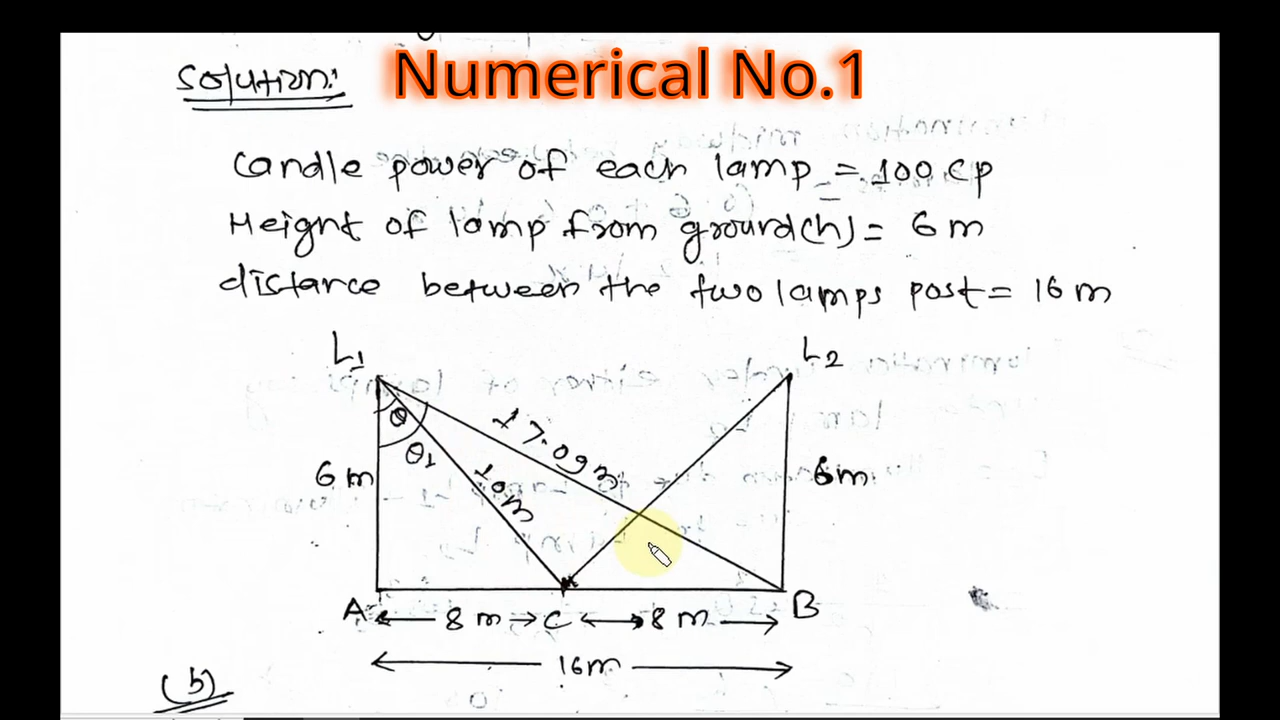 Solution:
Numerical No.1
Candle power of each lamp = 100 Cp
Height of lamp from ground(h) = 6 m
distance between the two lamps post = 16 m
L1
L2
θ
θ1
17.09m
10m
6 m
6m
A
8 m
C
8 m
B
16m
(b)